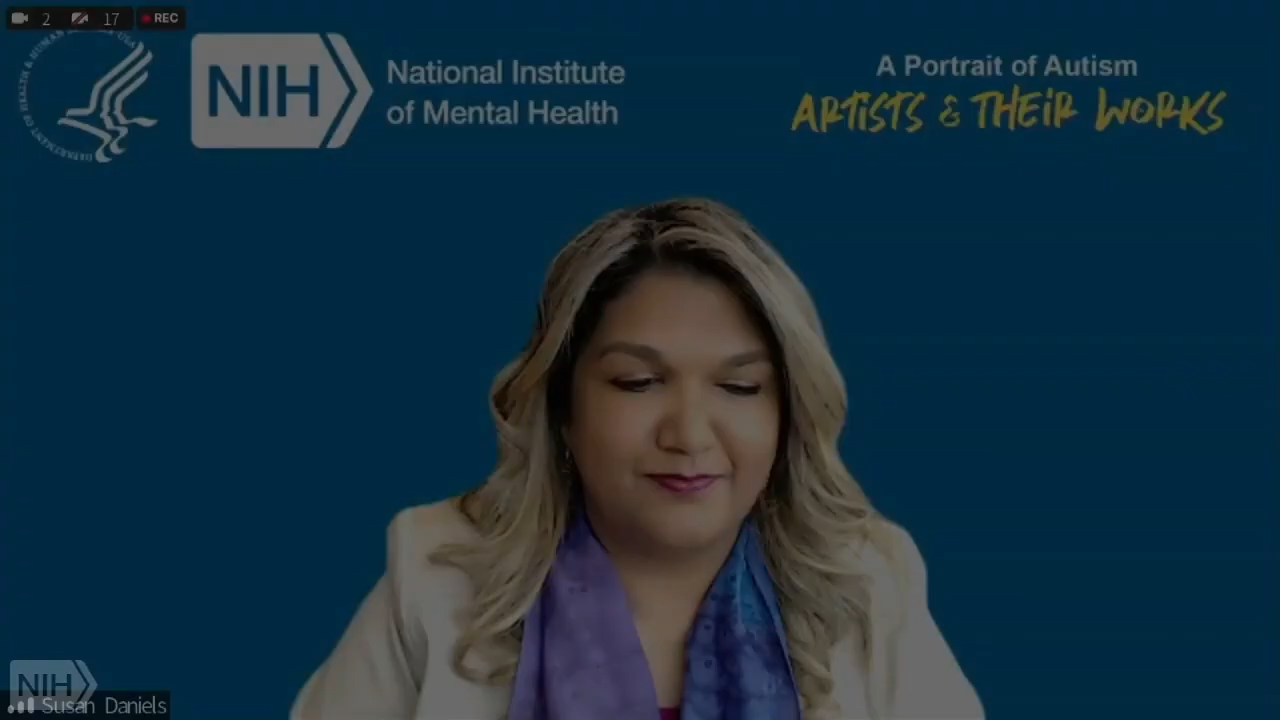 2 17 REC
NIH
National Institute
of Mental Health
A Portrait of Autism
ARTISTS & THEIR WORKS
NIH
Susan Daniels